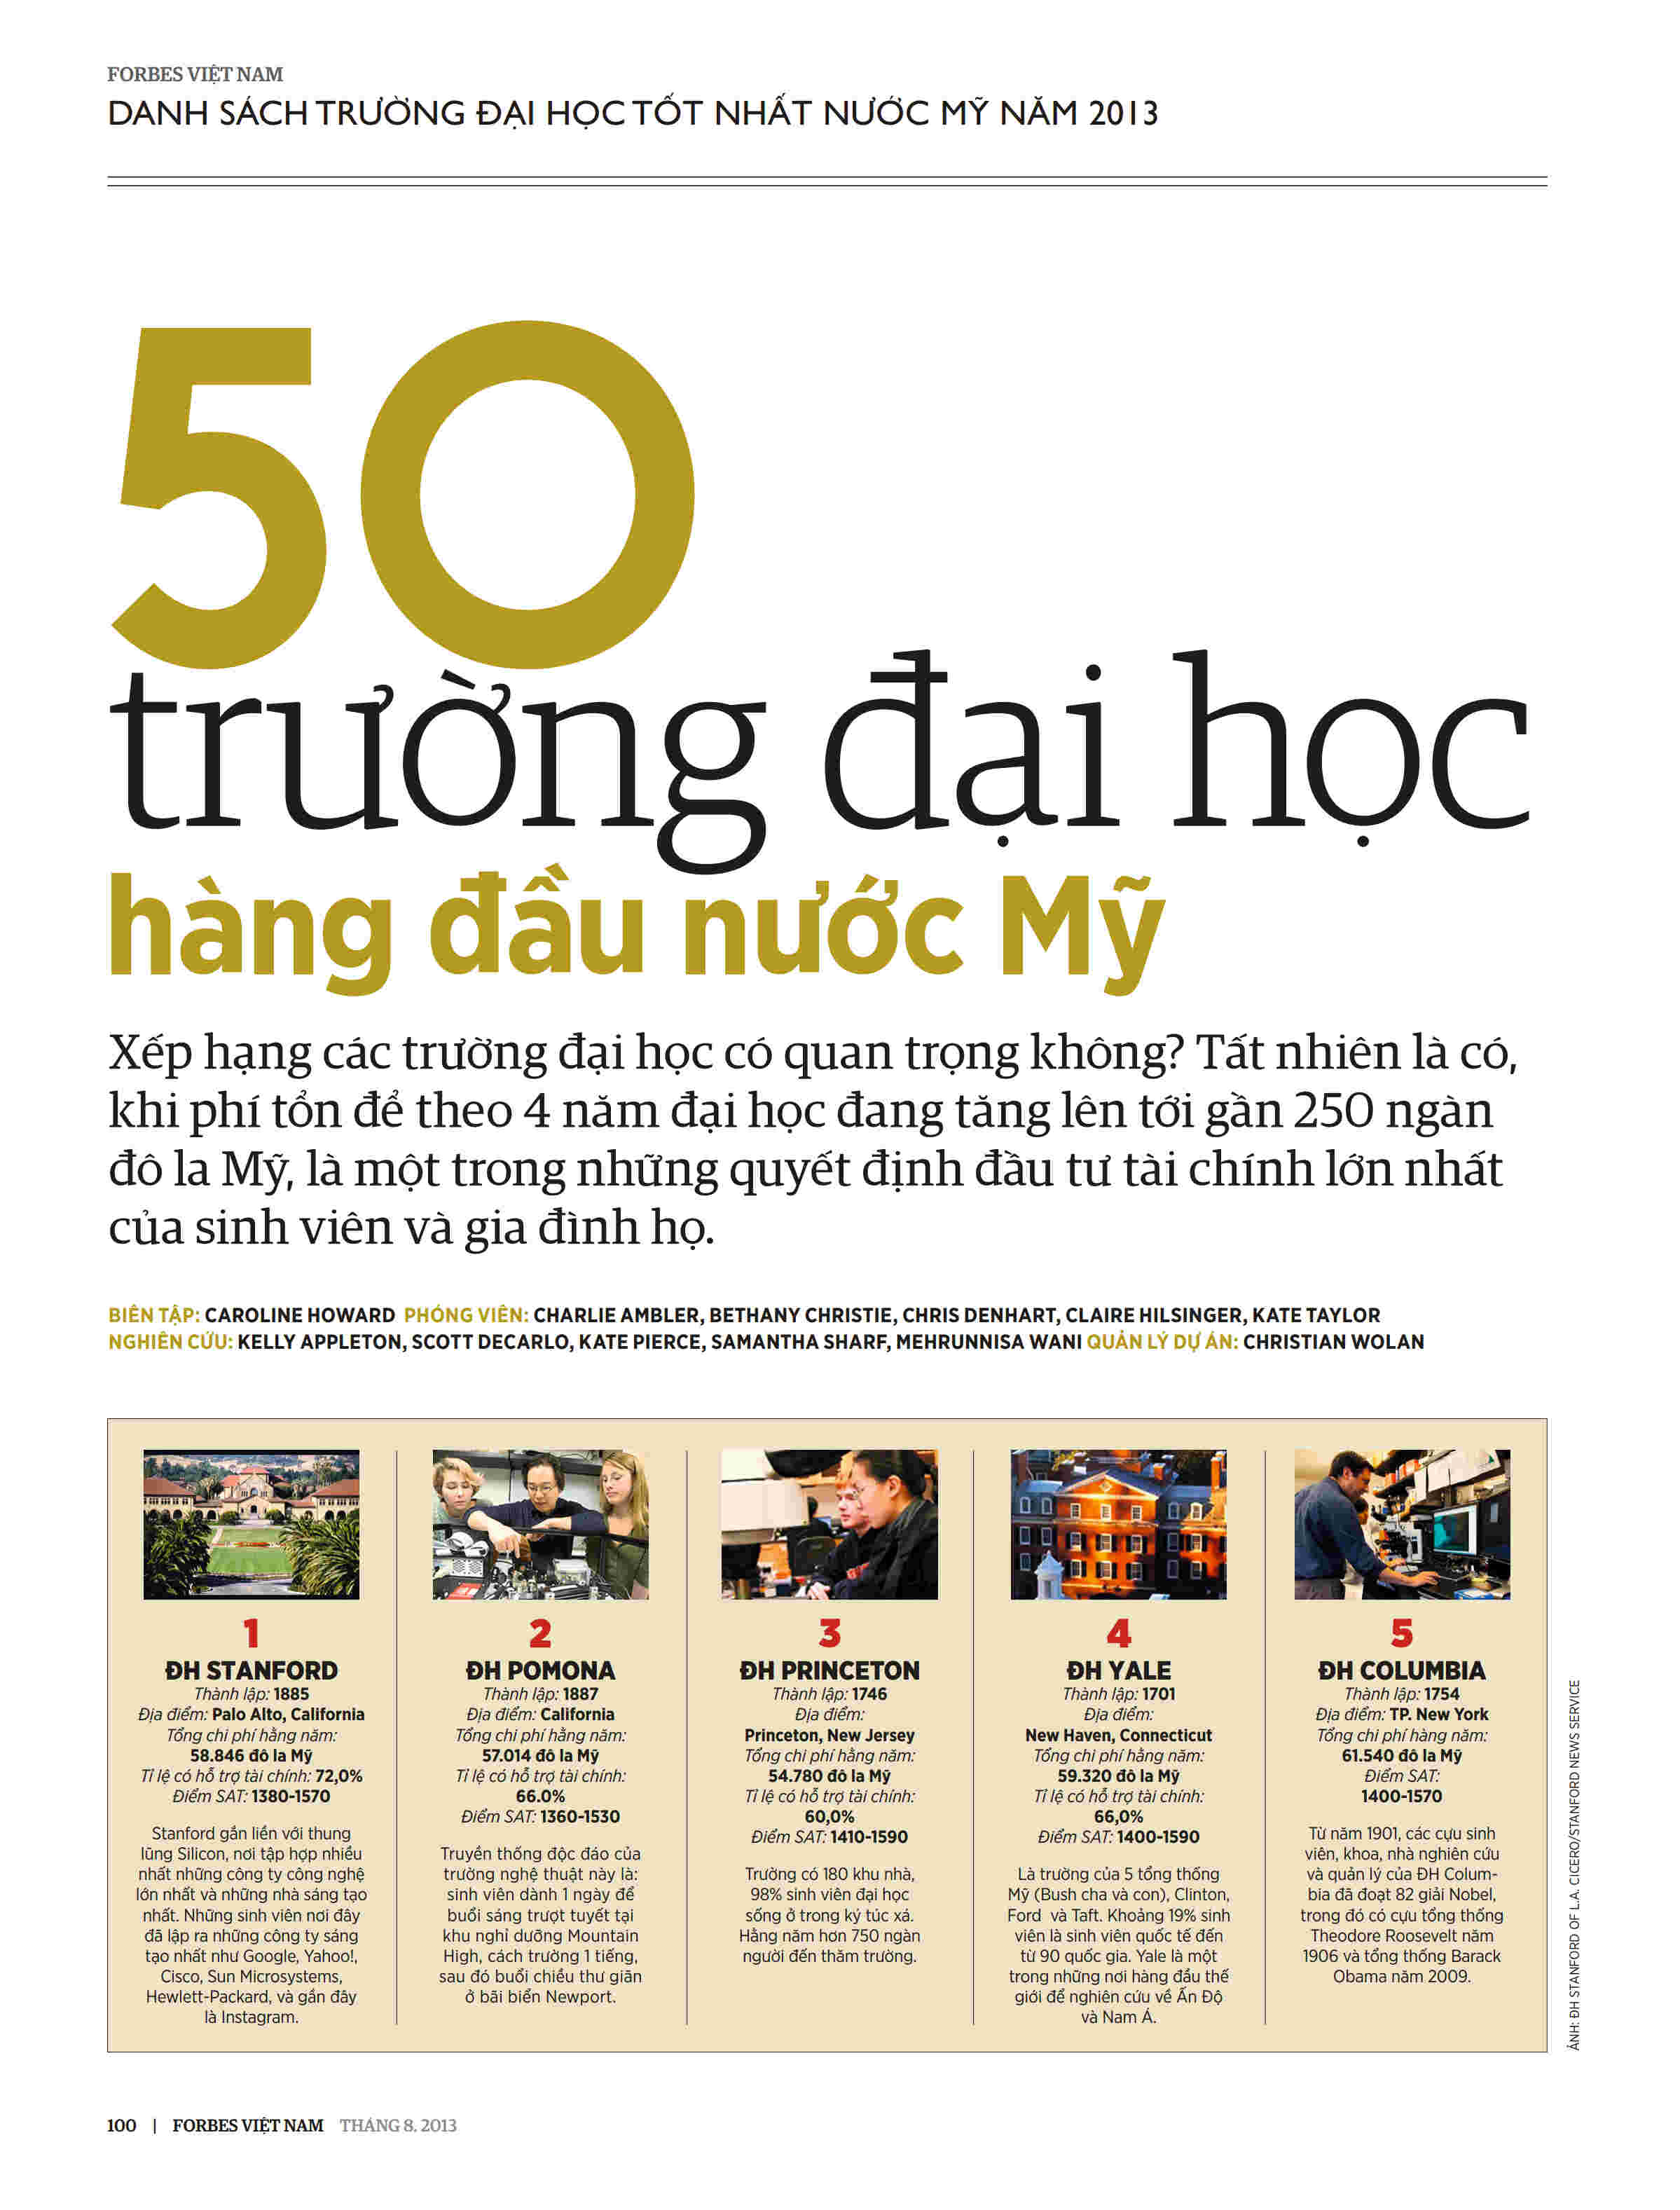 FORBES VIỆT NAM
DANH SÁCH TRƯỜNG ĐẠI HỌC TỐT NHẤT NƯỚC MỸ NĂM 2013
50
trường đại học
hàng đầu nước Mỹ
Xếp hạng các trường đại học có quan trọng không? Tất nhiên là có,
khi phí tổn để theo 4 năm đại học đang tăng lên tới gần 250 ngàn
đô la Mỹ, là một trong những quyết định đầu tư tài chính lớn nhất
của sinh viên và gia đình họ.
BIÊN TẬP: CAROLINE HOWARD PHÓNG VIÊN: CHARLIE AMBLER, BETHANY CHRISTIE, CHRIS DENHART, CLAIRE HILSINGER, KATE TAYLOR
NGHIÊN CỨU: KELLY APPLETON, SCOTT DECARLO, KATE PIERCE, SAMANTHA SHARF, MEHRUNNISA WANI QUẢN LÝ DỰ ÁN: CHRISTIAN WOLAN
1
ĐH STANFORD
Thành lập: 1885
Địa điểm: Palo Alto, California
Tổng chi phí hằng năm:
58.846 đô la Mỹ
Tỉ lệ có hỗ trợ tài chính: 72,0%
Điểm SAT: 1380-1570
Stanford gắn liền với thung
lũng Silicon, nơi tập hợp nhiều
nhất những công ty công nghệ
lớn nhất và những nhà sáng tạo
nhất. Những sinh viên nơi đây
đã lập ra những công ty sáng
tạo nhất như Google, Yahoo!,
Cisco, Sun Microsystems,
Hewlett-Packard, và gần đây
là Instagram.
2
ĐH POMONA
Thành lập: 1887
Địa điểm: California
Tổng chi phí hằng năm:
57.014 đô la Mỹ
Tỉ lệ có hỗ trợ tài chính:
66.0%
Điểm SAT: 1360-1530
Truyền thống độc đáo của
trường nghệ thuật này là:
sinh viên dành 1 ngày để
buổi sáng trượt tuyết tại
khu nghỉ dưỡng Mountain
High, cách trường 1 tiếng,
sau đó buổi chiều thư giãn
ở bãi biển Newport.
3
ĐH PRINCETON
Thành lập: 1746
Địa điểm:
Princeton, New Jersey
Tổng chi phí hằng năm:
54.780 đô la Mỹ
Tỉ lệ có hỗ trợ tài chính:
60,0%
Điểm SAT: 1410-1590
Trường có 180 khu nhà,
98% sinh viên đại học
sống ở trong ký túc xá.
Hằng năm hơn 750 ngàn
người đến thăm trường.
4
ĐH YALE
Thành lập: 1701
Địa điểm:
New Haven, Connecticut
Tổng chi phí hằng năm:
59.320 đô la Mỹ
Tỉ lệ có hỗ trợ tài chính:
66,0%
Điểm SAT: 1400-1590
Là trường của 5 tổng thống
Mỹ (Bush cha và con), Clinton,
Ford và Taft. Khoảng 19% sinh
viên là sinh viên quốc tế đến
từ 90 quốc gia. Yale là một
trong những nơi hàng đầu thế
giới để nghiên cứu về Ấn Độ
và Nam Á.
5
ĐH COLUMBIA
Thành lập: 1754
Địa điểm: TP. New York
Tổng chi phí hàng năm:
61.540 đô la Mỹ
Điểm SAT:
1400-1570
Từ năm 1901, các cựu sinh
viên, khoa, nhà nghiên cứu
và quản lý của ĐH Colum-
bia đã đoạt 82 giải Nobel,
trong đó có cựu tổng thống
Theodore Roosevelt năm
1906 và tổng thống Barack
Obama năm 2009.
ẢNH: ĐH STANFORD OF L.A. CICERO/STANFORD NEWS SERVICE
100 | FORBES VIỆT NAM THÁNG 8. 2013